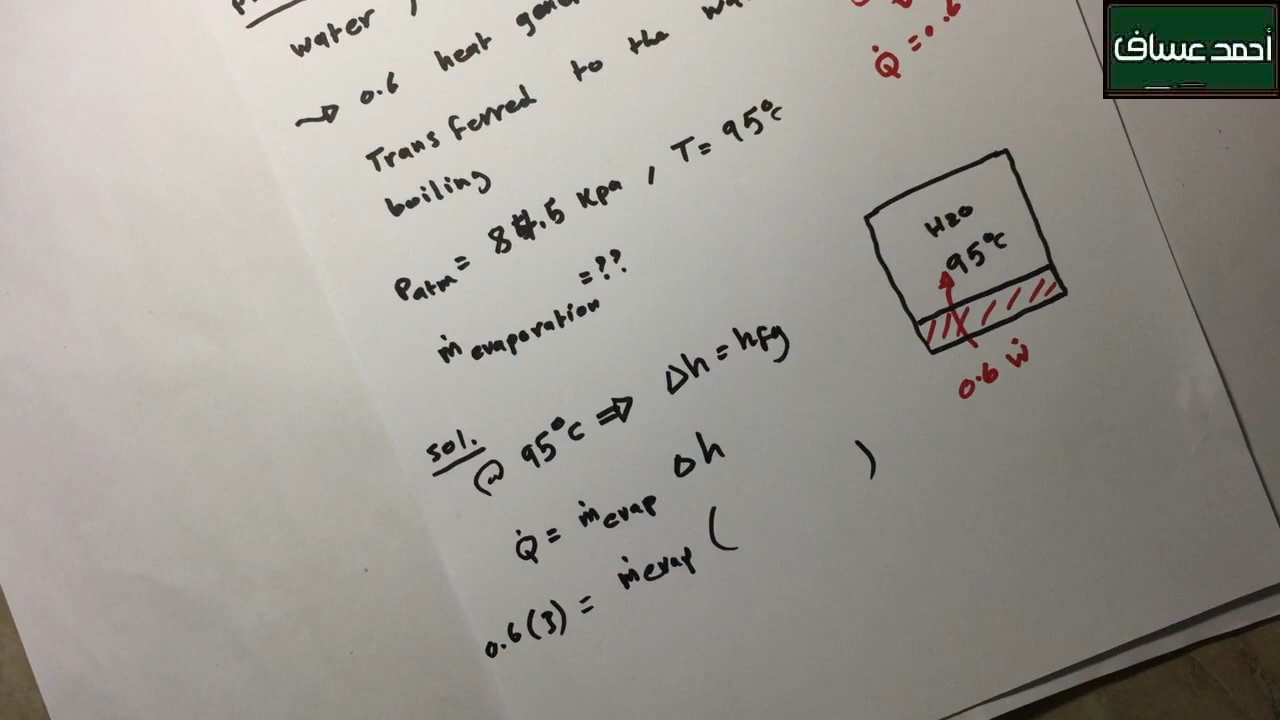 water,
→ 0.6 heat
Transferred to the
boiling
Patm = 84.5 Kpa , T = 95°C
ṁ evaporation = ??
sol.
@ 95°C ⇒ Δh = hfg
Q̇ = ṁevap Δh
0.6(3) = ṁevap ( )
Q̇ = 0.6
H2O
95°C
0.6 Ẇ
أحمد عساف